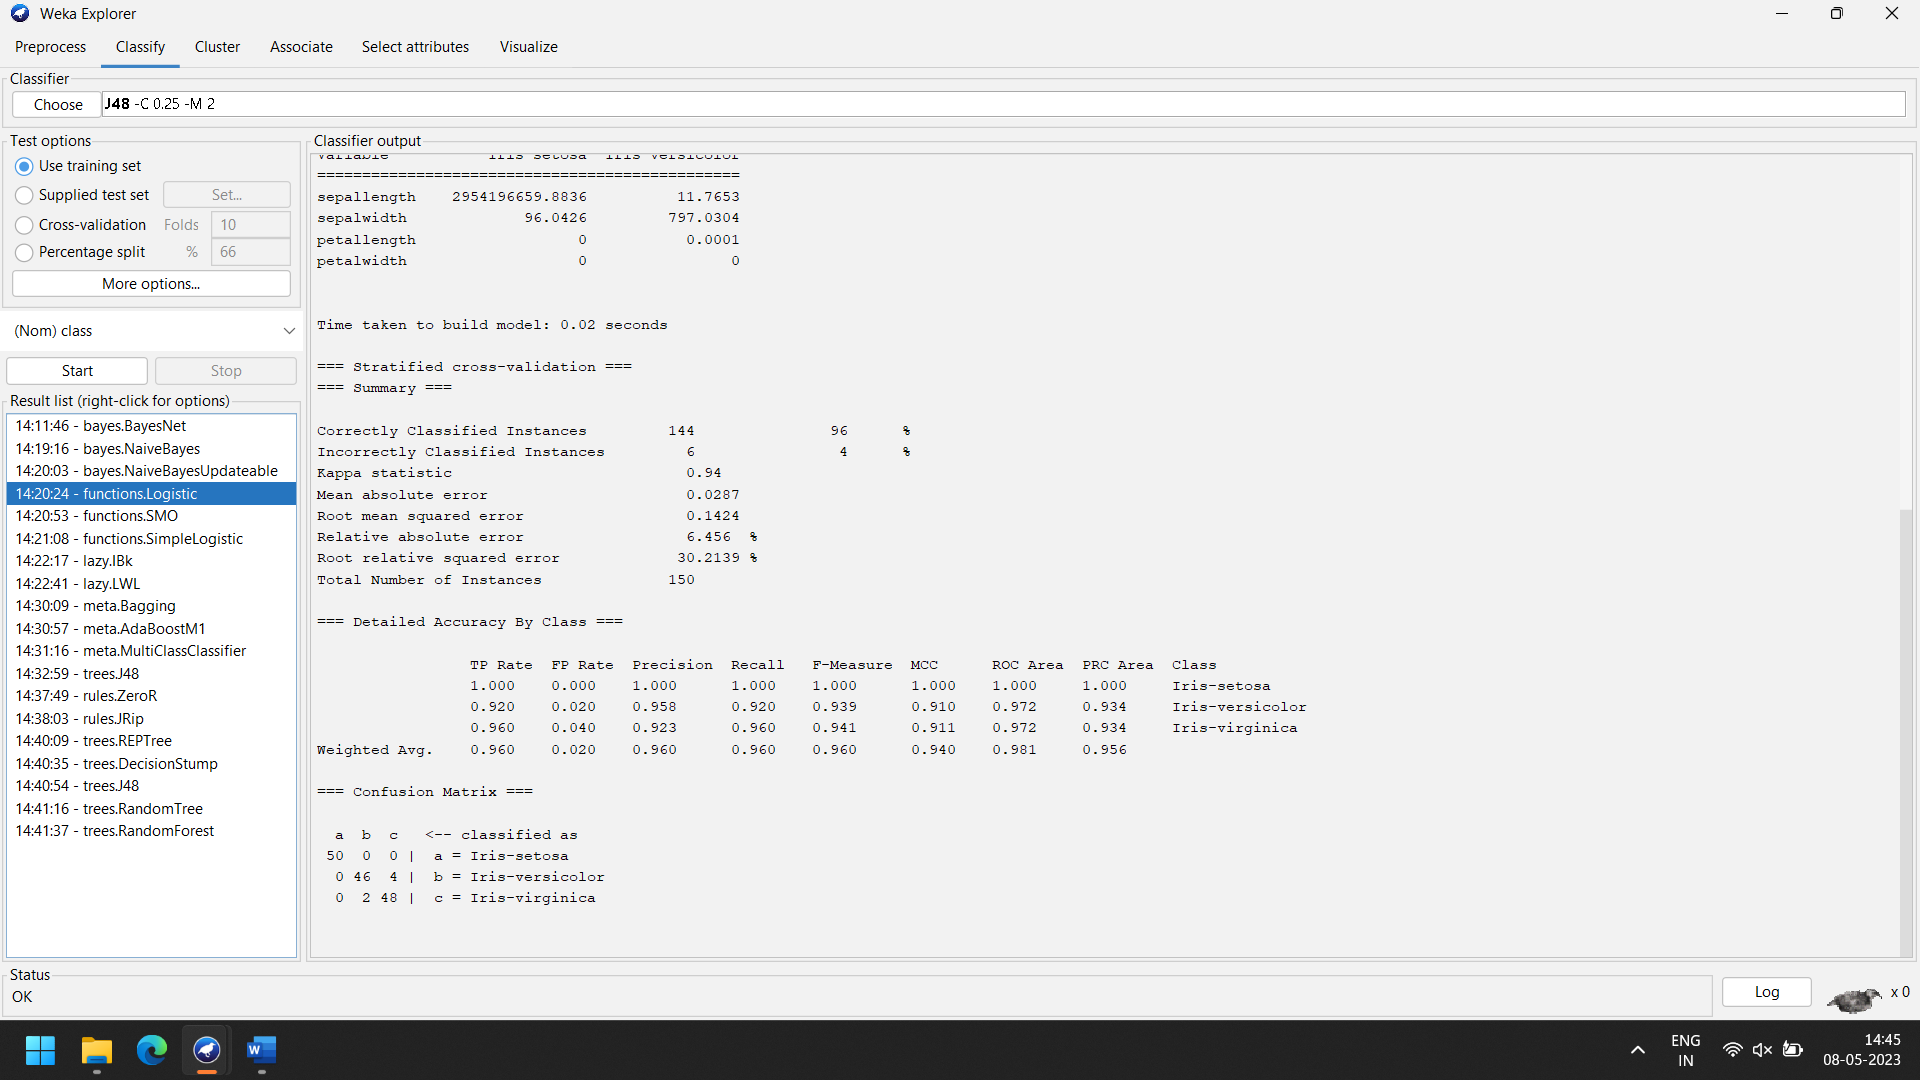 Weka Explorer
Preprocess Classify Cluster Associate Select attributes Visualize
Classifier
Choose J48 -C 0.25 -M 2
Test options
Use training set
Supplied test set Set...
Cross-validation Folds 10
Percentage split % 66
More options...
(Nom) class
Start Stop
Result list (right-click for options)
14:11:46 - bayes.BayesNet
14:19:16 - bayes.NaiveBayes
14:20:03 - bayes.NaiveBayesUpdateable
14:20:24 - functions.Logistic
14:20:53 - functions.SMO
14:21:08 - functions.SimpleLogistic
14:22:17 - lazy.IBk
14:22:41 - lazy.LWL
14:30:09 - meta.Bagging
14:30:57 - meta.AdaBoostM1
14:31:16 - meta.MultiClassClassifier
14:32:59 - trees.J48
14:37:49 - rules.ZeroR
14:38:03 - rules.JRip
14:40:09 - trees.REPTree
14:40:35 - trees.DecisionStump
14:40:54 - trees.J48
14:41:16 - trees.RandomTree
14:41:37 - trees.RandomForest
Classifier output
Variable Iris-setosa Iris-versicolor
===============================================
sepallength 2954196659.8836 11.7653
sepalwidth 96.0426 797.0304
petallength 0 0.0001
petalwidth 0 0
Time taken to build model: 0.02 seconds
=== Stratified cross-validation ===
=== Summary ===
Correctly Classified Instances 144 96 %
Incorrectly Classified Instances 6 4 %
Kappa statistic 0.94
Mean absolute error 0.0287
Root mean squared error 0.1424
Relative absolute error 6.456 %
Root relative squared error 30.2139 %
Total Number of Instances 150
=== Detailed Accuracy By Class ===
TP Rate FP Rate Precision Recall F-Measure MCC ROC Area PRC Area Class
1.000 0.000 1.000 1.000 1.000 1.000 1.000 1.000 Iris-setosa
0.920 0.020 0.958 0.920 0.939 0.910 0.972 0.934 Iris-versicolor
0.960 0.040 0.923 0.960 0.941 0.911 0.972 0.934 Iris-virginica
Weighted Avg. 0.960 0.020 0.960 0.960 0.960 0.940 0.981 0.956
=== Confusion Matrix ===
a b c <-- classified as
50 0 0 | a = Iris-setosa
0 46 4 | b = Iris-versicolor
0 2 48 | c = Iris-virginica
Status
OK
Log x 0
W
ENG
IN
14:45
08-05-2023